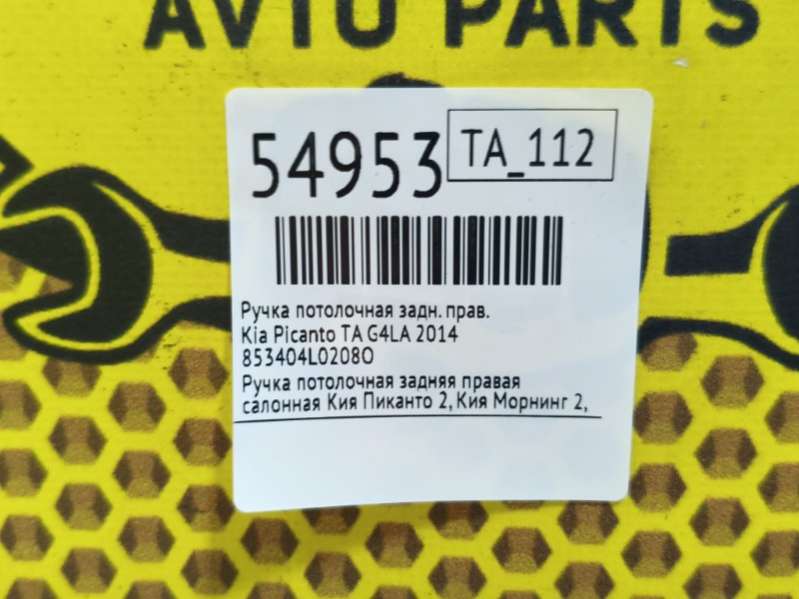 AVTO PARTS
54953
TA_112
Ручка потолочная задн. прав.
Kia Picanto TA G4LA 2014
853404L0208O
Ручка потолочная задняя правая
салонная Кия Пиканто 2, Кия Морнинг 2,